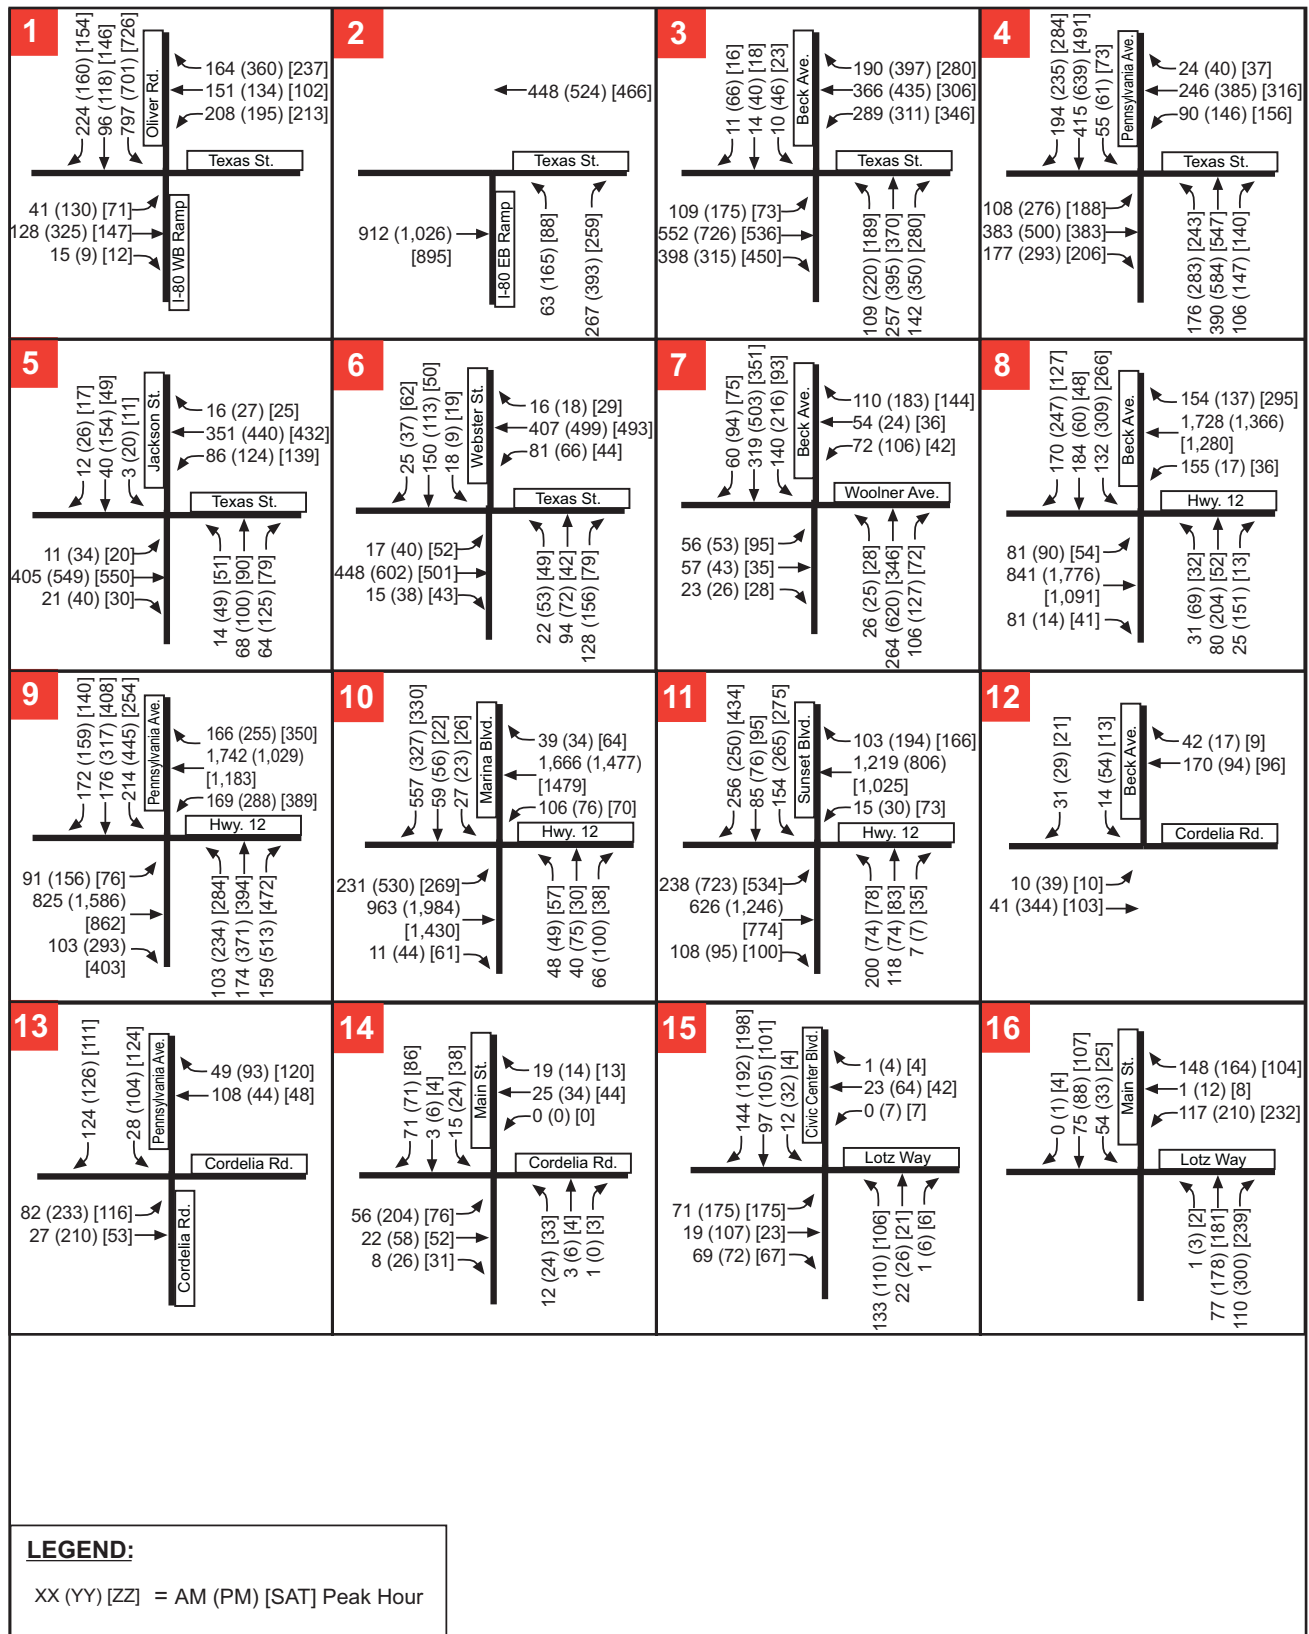 1
224 (160) [154]
96 (118) [146]
797 (701) [726]
Oliver Rd.
164 (360) [237]
151 (134) [102]
208 (195) [213]
Texas St.
41 (130) [71]
128 (325) [147]
15 (9) [12]
I-80 WB Ramp
2
448 (524) [466]
Texas St.
912 (1,026)
[895]
I-80 EB Ramp
63 (165) [88]
267 (393) [259]
3
11 (66) [16]
14 (40) [18]
10 (46) [23]
Beck Ave.
190 (397) [280]
366 (435) [306]
289 (311) [346]
Texas St.
109 (175) [73]
552 (726) [536]
398 (315) [450]
109 (220) [189]
257 (395) [370]
142 (350) [280]
4
194 (235) [284]
415 (639) [491]
55 (61) [73]
Pennsylvania Ave.
24 (40) [37]
246 (385) [316]
90 (146) [156]
Texas St.
108 (276) [188]
383 (500) [383]
177 (293) [206]
176 (283) [243]
390 (584) [547]
106 (147) [140]
5
12 (26) [17]
40 (154) [49]
3 (20) [11]
Jackson St.
16 (27) [25]
351 (440) [432]
86 (124) [139]
Texas St.
11 (34) [20]
405 (549) [550]
21 (40) [30]
14 (49) [51]
68 (100) [90]
64 (125) [79]
6
25 (37) [62]
150 (113) [50]
18 (9) [19]
Webster St.
16 (18) [29]
407 (499) [493]
81 (66) [44]
Texas St.
17 (40) [52]
448 (602) [501]
15 (38) [43]
22 (53) [49]
94 (72) [42]
128 (156) [79]
7
60 (94) [75]
319 (503) [351]
140 (216) [93]
Beck Ave.
110 (183) [144]
54 (24) [36]
72 (106) [42]
Woolner Ave.
56 (53) [95]
57 (43) [35]
23 (26) [28]
26 (25) [28]
264 (620) [346]
106 (127) [72]
8
170 (247) [127]
184 (60) [48]
132 (309) [266]
Beck Ave.
154 (137) [295]
1,728 (1,366)
[1,280]
155 (17) [36]
Hwy. 12
81 (90) [54]
841 (1,776)
[1,091]
81 (14) [41]
31 (69) [32]
80 (204) [52]
25 (151) [13]
9
172 (159) [140]
176 (317) [408]
214 (445) [254]
Pennsylvania Ave.
166 (255) [350]
1,742 (1,029)
[1,183]
169 (288) [389]
Hwy. 12
91 (156) [76]
825 (1,586)
[862]
103 (293)
[403]
103 (234) [284]
174 (371) [394]
159 (513) [472]
10
557 (327) [330]
59 (56) [22]
27 (23) [26]
Marina Blvd.
39 (34) [64]
1,666 (1,477)
[1479]
106 (76) [70]
Hwy. 12
231 (530) [269]
963 (1,984)
[1,430]
11 (44) [61]
48 (49) [57]
40 (75) [30]
66 (100) [38]
11
256 (250) [434]
85 (76) [95]
154 (265) [275]
Sunset Blvd.
103 (194) [166]
1,219 (806)
[1,025]
15 (30) [73]
Hwy. 12
238 (723) [534]
626 (1,246)
[774]
108 (95) [100]
200 (74) [78]
118 (74) [83]
7 (7) [35]
12
31 (29) [21]
14 (54) [13]
Beck Ave.
42 (17) [9]
170 (94) [96]
Cordelia Rd.
10 (39) [10]
41 (344) [103]
13
124 (126) [111]
28 (104) [124]
Pennsylvania Ave.
49 (93) [120]
108 (44) [48]
Cordelia Rd.
82 (233) [116]
27 (210) [53]
Cordelia Rd.
14
71 (71) [86]
3 (6) [4]
15 (24) [38]
Main St.
19 (14) [13]
25 (34) [44]
0 (0) [0]
Cordelia Rd.
56 (204) [76]
22 (58) [52]
8 (26) [31]
12 (24) [33]
3 (6) [4]
1 (0) [3]
15
144 (192) [198]
97 (105) [101]
12 (32) [4]
Civic Center Blvd.
1 (4) [4]
23 (64) [42]
0 (7) [7]
Lotz Way
71 (175) [175]
19 (107) [23]
69 (72) [67]
133 (110) [106]
22 (26) [21]
1 (6) [6]
16
0 (1) [4]
75 (88) [107]
54 (33) [25]
Main St.
148 (164) [104]
1 (12) [8]
117 (210) [232]
Lotz Way
1 (3) [2]
77 (178) [181]
110 (300) [239]
LEGEND:
XX (YY) [ZZ] = AM (PM) [SAT] Peak Hour